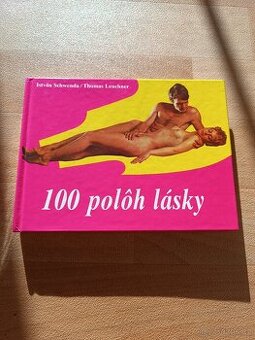 István Schwenda / Thomas Leuchner
100 polôh lásky